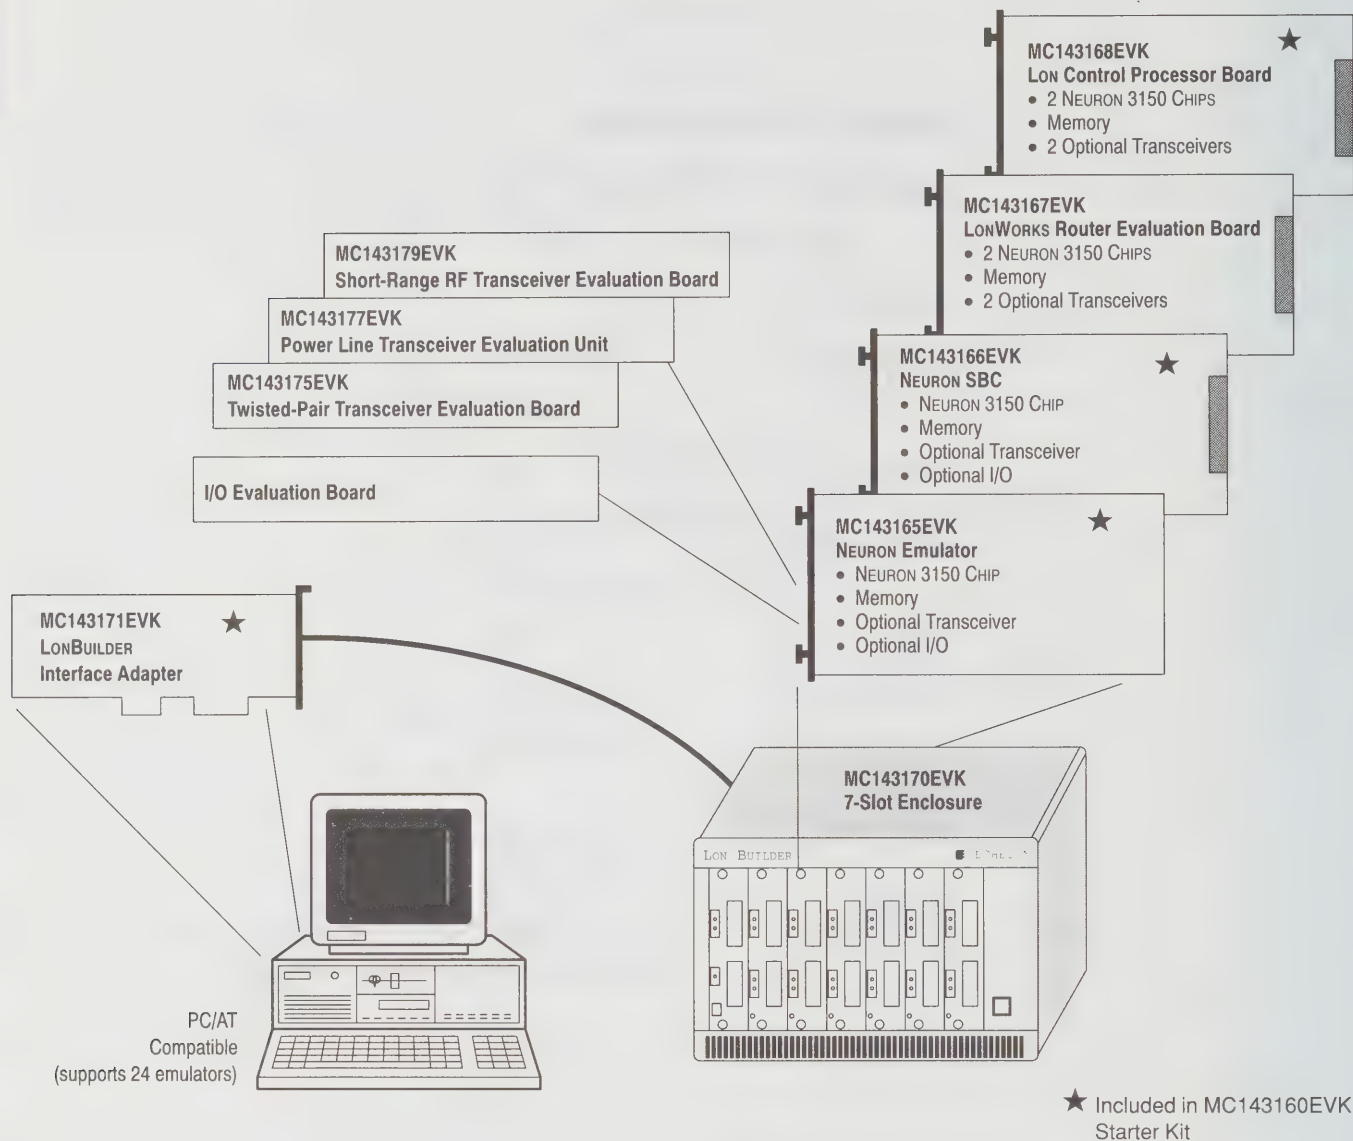 MC143168EVK
LON Control Processor Board
• 2 NEURON 3150 CHIPS
• Memory
• 2 Optional Transceivers
MC143167EVK
LONWORKS Router Evaluation Board
• 2 NEURON 3150 CHIPS
• Memory
• 2 Optional Transceivers
MC143179EVK
Short-Range RF Transceiver Evaluation Board
MC143177EVK
Power Line Transceiver Evaluation Unit
MC143175EVK
Twisted-Pair Transceiver Evaluation Board
MC143166EVK
NEURON SBC
• NEURON 3150 CHIP
• Memory
• Optional Transceiver
• Optional I/O
I/O Evaluation Board
MC143165EVK
NEURON Emulator
• NEURON 3150 CHIP
• Memory
• Optional Transceiver
• Optional I/O
MC143171EVK
LONBUILDER
Interface Adapter
MC143170EVK
7-Slot Enclosure
LON BUILDER
PC/AT
Compatible
(supports 24 emulators)
★ Included in MC143160EVK
Starter Kit